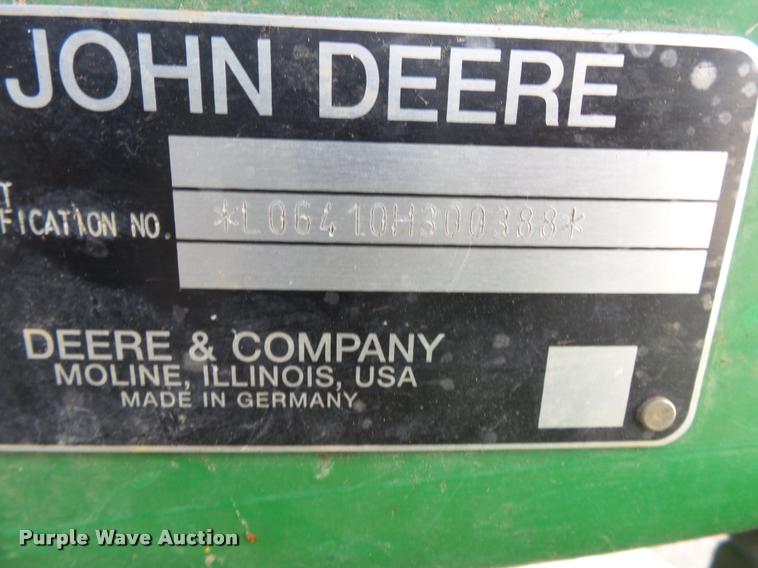 JOHN DEERE
T
FICATION NO.
*L06410H300388*
DEERE & COMPANY
MOLINE, ILLINOIS, USA
MADE IN GERMANY
Purple Wave Auction